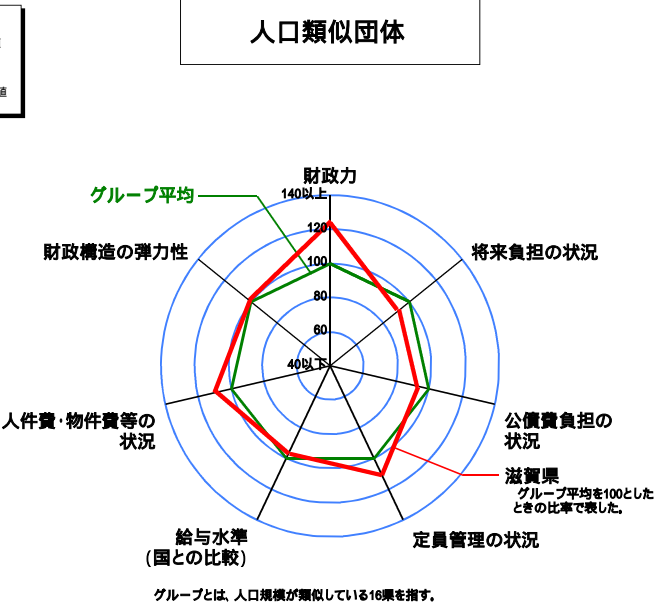 人口類似団体
値
財政力
140以上
グループ平均
120
財政構造の弾力性
将来負担の状況
100
80
60
40以下
人件費・物件費等の
状況
公債費負担の
状況
滋賀県
グループ平均を100とした
ときの比率で表した。
給与水準
(国との比較)
定員管理の状況
グループとは、人口規模が類似している16県を指す。